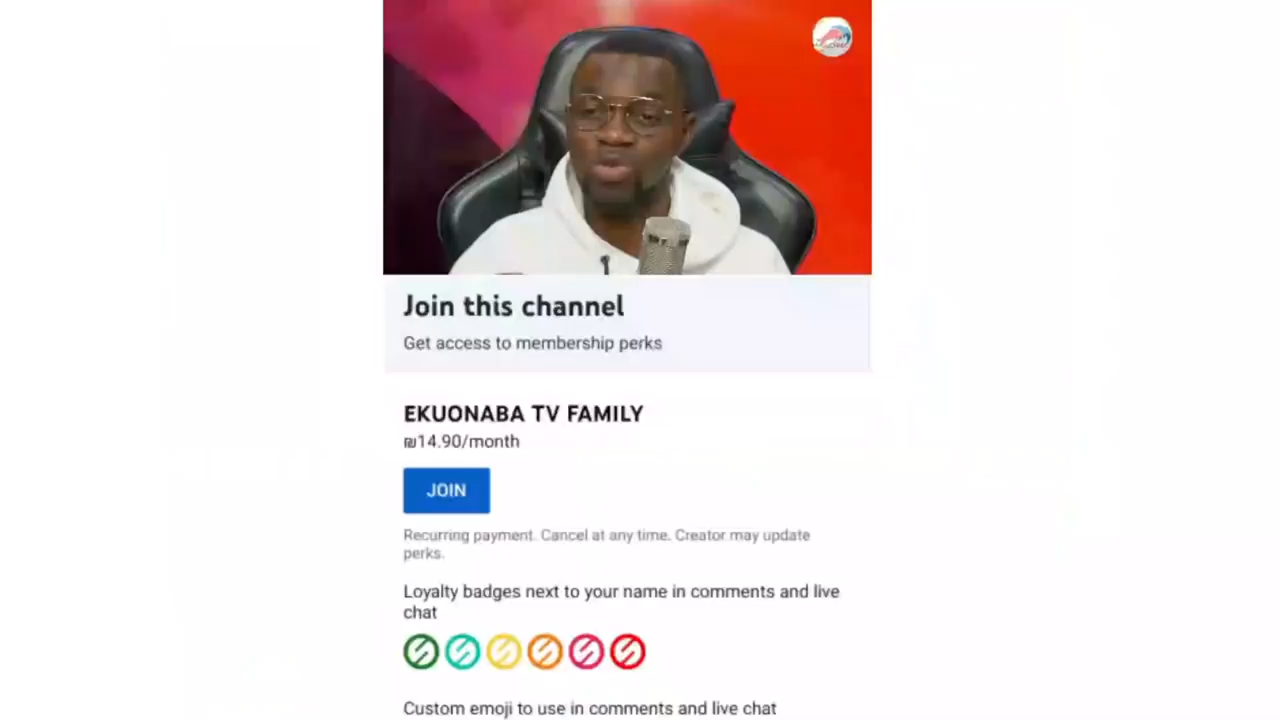 Join this channel
Get access to membership perks
EKUONABA TV FAMILY
₪14.90/month
JOIN
Recurring payment. Cancel at any time. Creator may update
perks.
Loyalty badges next to your name in comments and live
chat
Custom emoji to use in comments and live chat